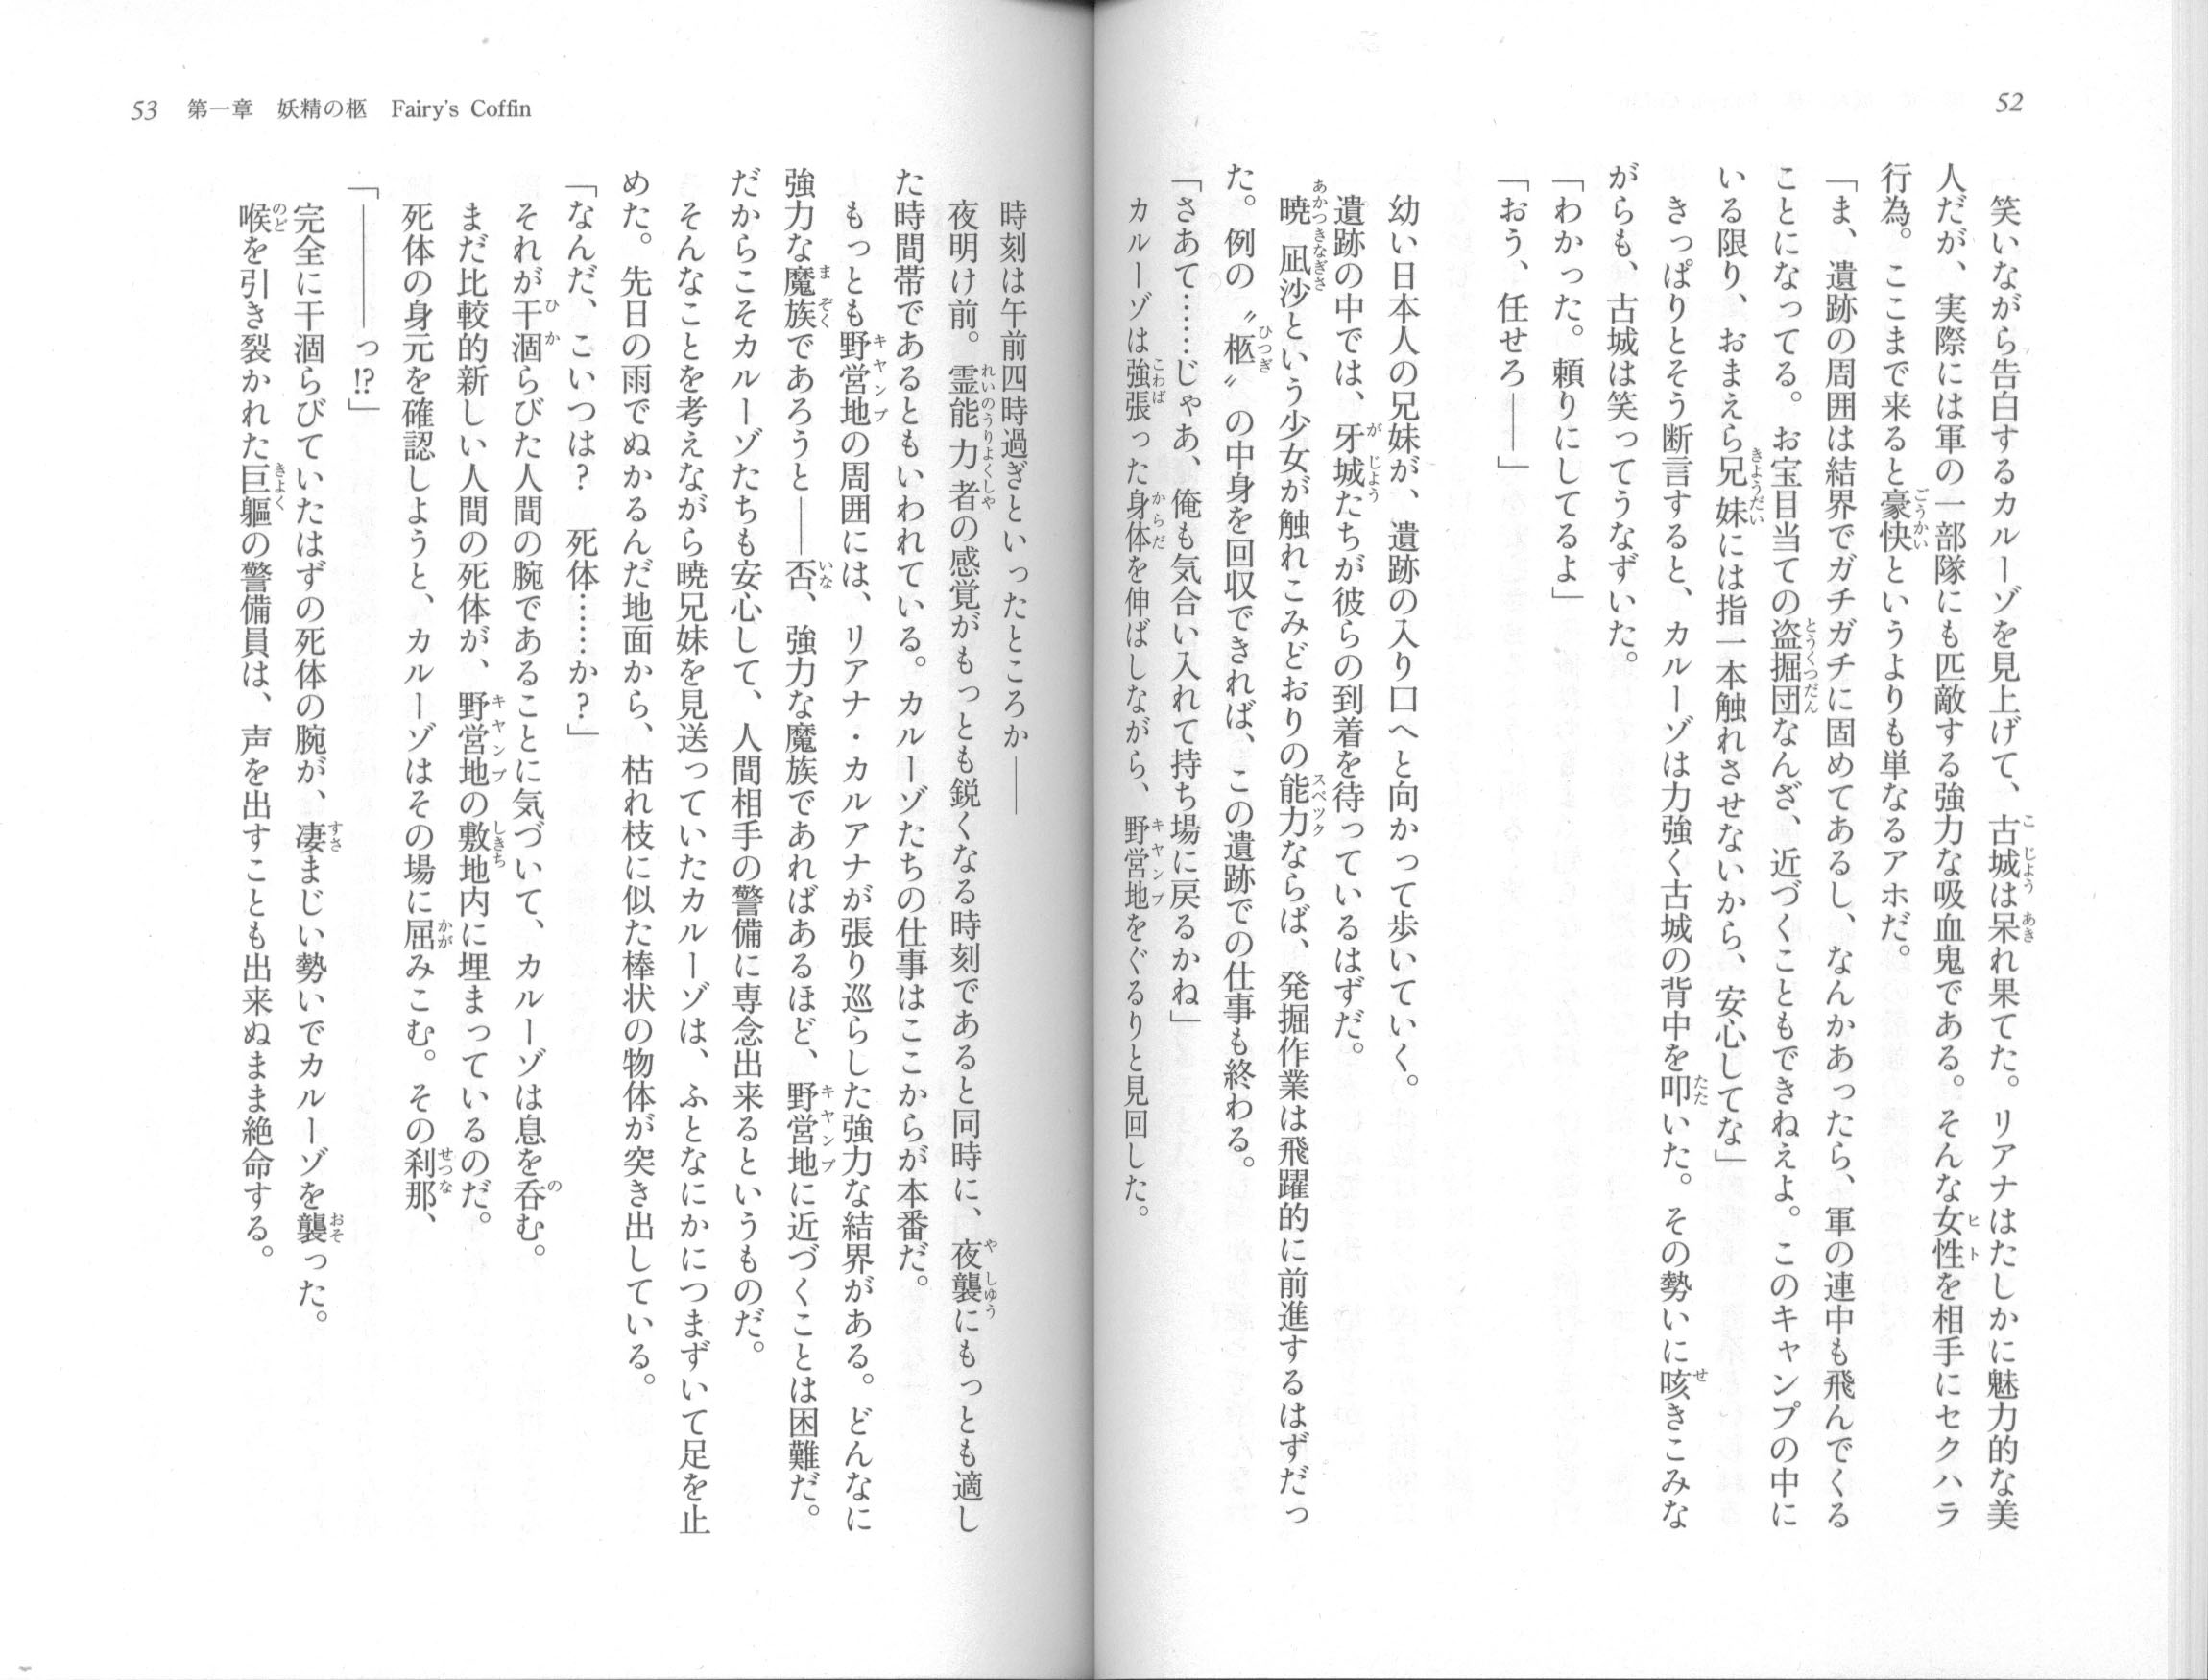 52
笑いながら告白するカルーゾを見上げて、古城は呆れ果てた。リアナはたしかに魅力的な美
人だが、実際には軍の一部隊にも匹敵する強力な吸血鬼である。そんな女性を相手にセクハラ
行為。ここまで来ると豪快というよりも単なるアホだ。
「ま、遺跡の周囲は結界でガチガチに固めてあるし、なんかあったら、軍の連中も飛んでくる
ことになってる。お宝目当ての盗掘団なんざ、近づくこともできねえよ。このキャンプの中に
いる限り、おまえら兄妹には指一本触れさせないから、安心してな」
きっぱりとそう断言すると、カルーゾは力強く古城の背中を叩いた。その勢いに咳きこみな
がらも、古城は笑ってうなずいた。
「わかった。頼りにしてるよ」
「おう、任せろ――」
幼い日本人の兄妹が、遺跡の入り口へと向かって歩いていく。
遺跡の中では、牙城たちが彼らの到着を待っているはずだ。
暁凪沙という少女が触れこみどおりの能力ならば、発掘作業は飛躍的に前進するはずだっ
た。例の〝柩〟の中身を回収できれば、この遺跡での仕事も終わる。
「さあて……じゃあ、俺も気合い入れて持ち場に戻るかね」
カルーゾは強張った身体を伸ばしながら、野営地をぐるりと見回した。
53 第一章 妖精の柩 Fairy's Coffin
時刻は午前四時過ぎといったところか――
夜明け前。霊能力者の感覚がもっとも鋭くなる時刻であると同時に、夜襲にもっとも適し
た時間帯であるともいわれている。カルーゾたちの仕事はここからが本番だ。
もっとも野営地の周囲には、リアナ・カルアナが張り巡らした強力な結界がある。どんなに
強力な魔族であろうと――否、強力な魔族であればあるほど、野営地に近づくことは困難だ。
だからこそカルーゾたちも安心して、人間相手の警備に専念出来るというものだ。
そんなことを考えながら暁兄妹を見送っていたカルーゾは、ふとなにかにつまずいて足を止
めた。先日の雨でぬかるんだ地面から、枯れ枝に似た棒状の物体が突き出している。
「なんだ、こいつは? 死体……か?」
それが干涸らびた人間の腕であることに気づいて、カルーゾは息を呑む。
まだ比較的新しい人間の死体が、野営地の敷地内に埋まっているのだ。
死体の身元を確認しようと、カルーゾはその場に屈みこむ。その刹那、
「――――っ!?」
完全に干涸らびていたはずの死体の腕が、凄まじい勢いでカルーゾを襲った。
喉を引き裂かれた巨軀の警備員は、声を出すことも出来ぬまま絶命する。